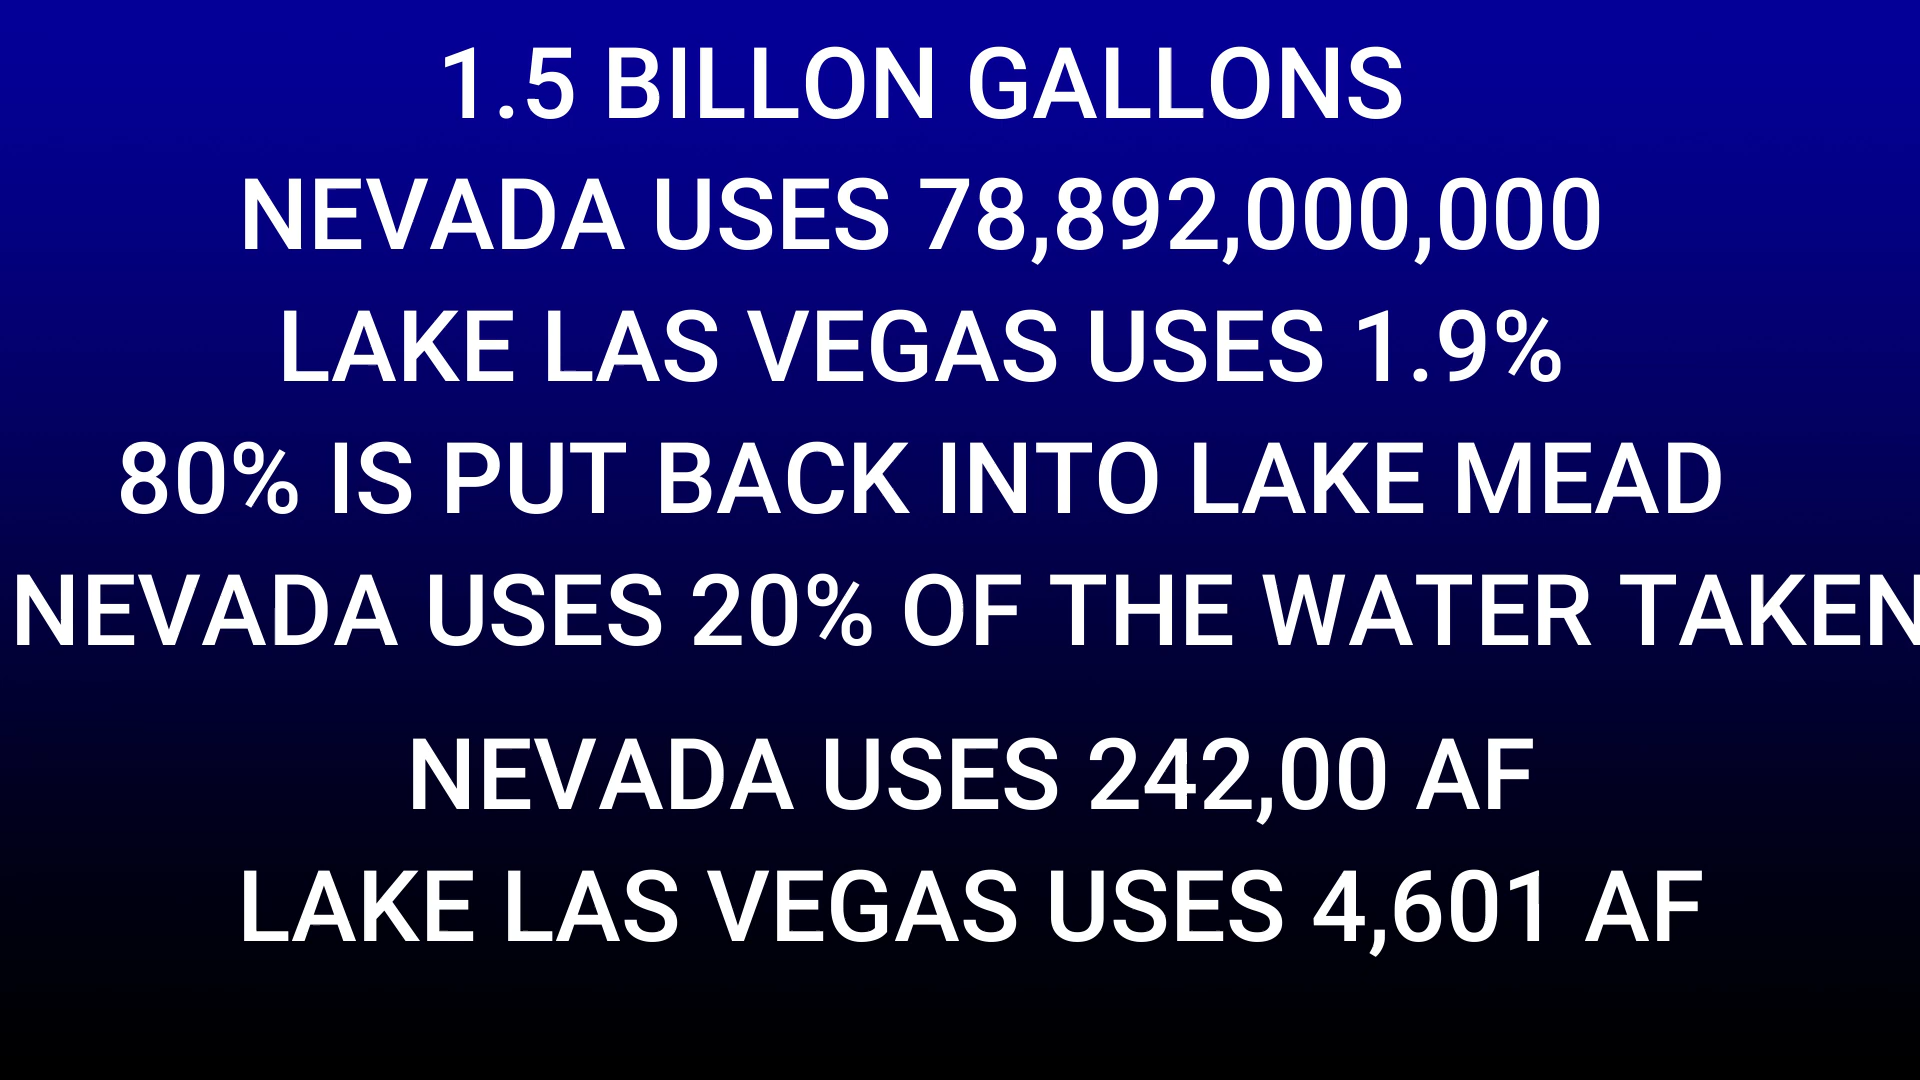 1.5 BILLON GALLONS
NEVADA USES 78,892,000,000
LAKE LAS VEGAS USES 1.9%
80% IS PUT BACK INTO LAKE MEAD
NEVADA USES 20% OF THE WATER TAKEN
NEVADA USES 242,00 AF
LAKE LAS VEGAS USES 4,601 AF